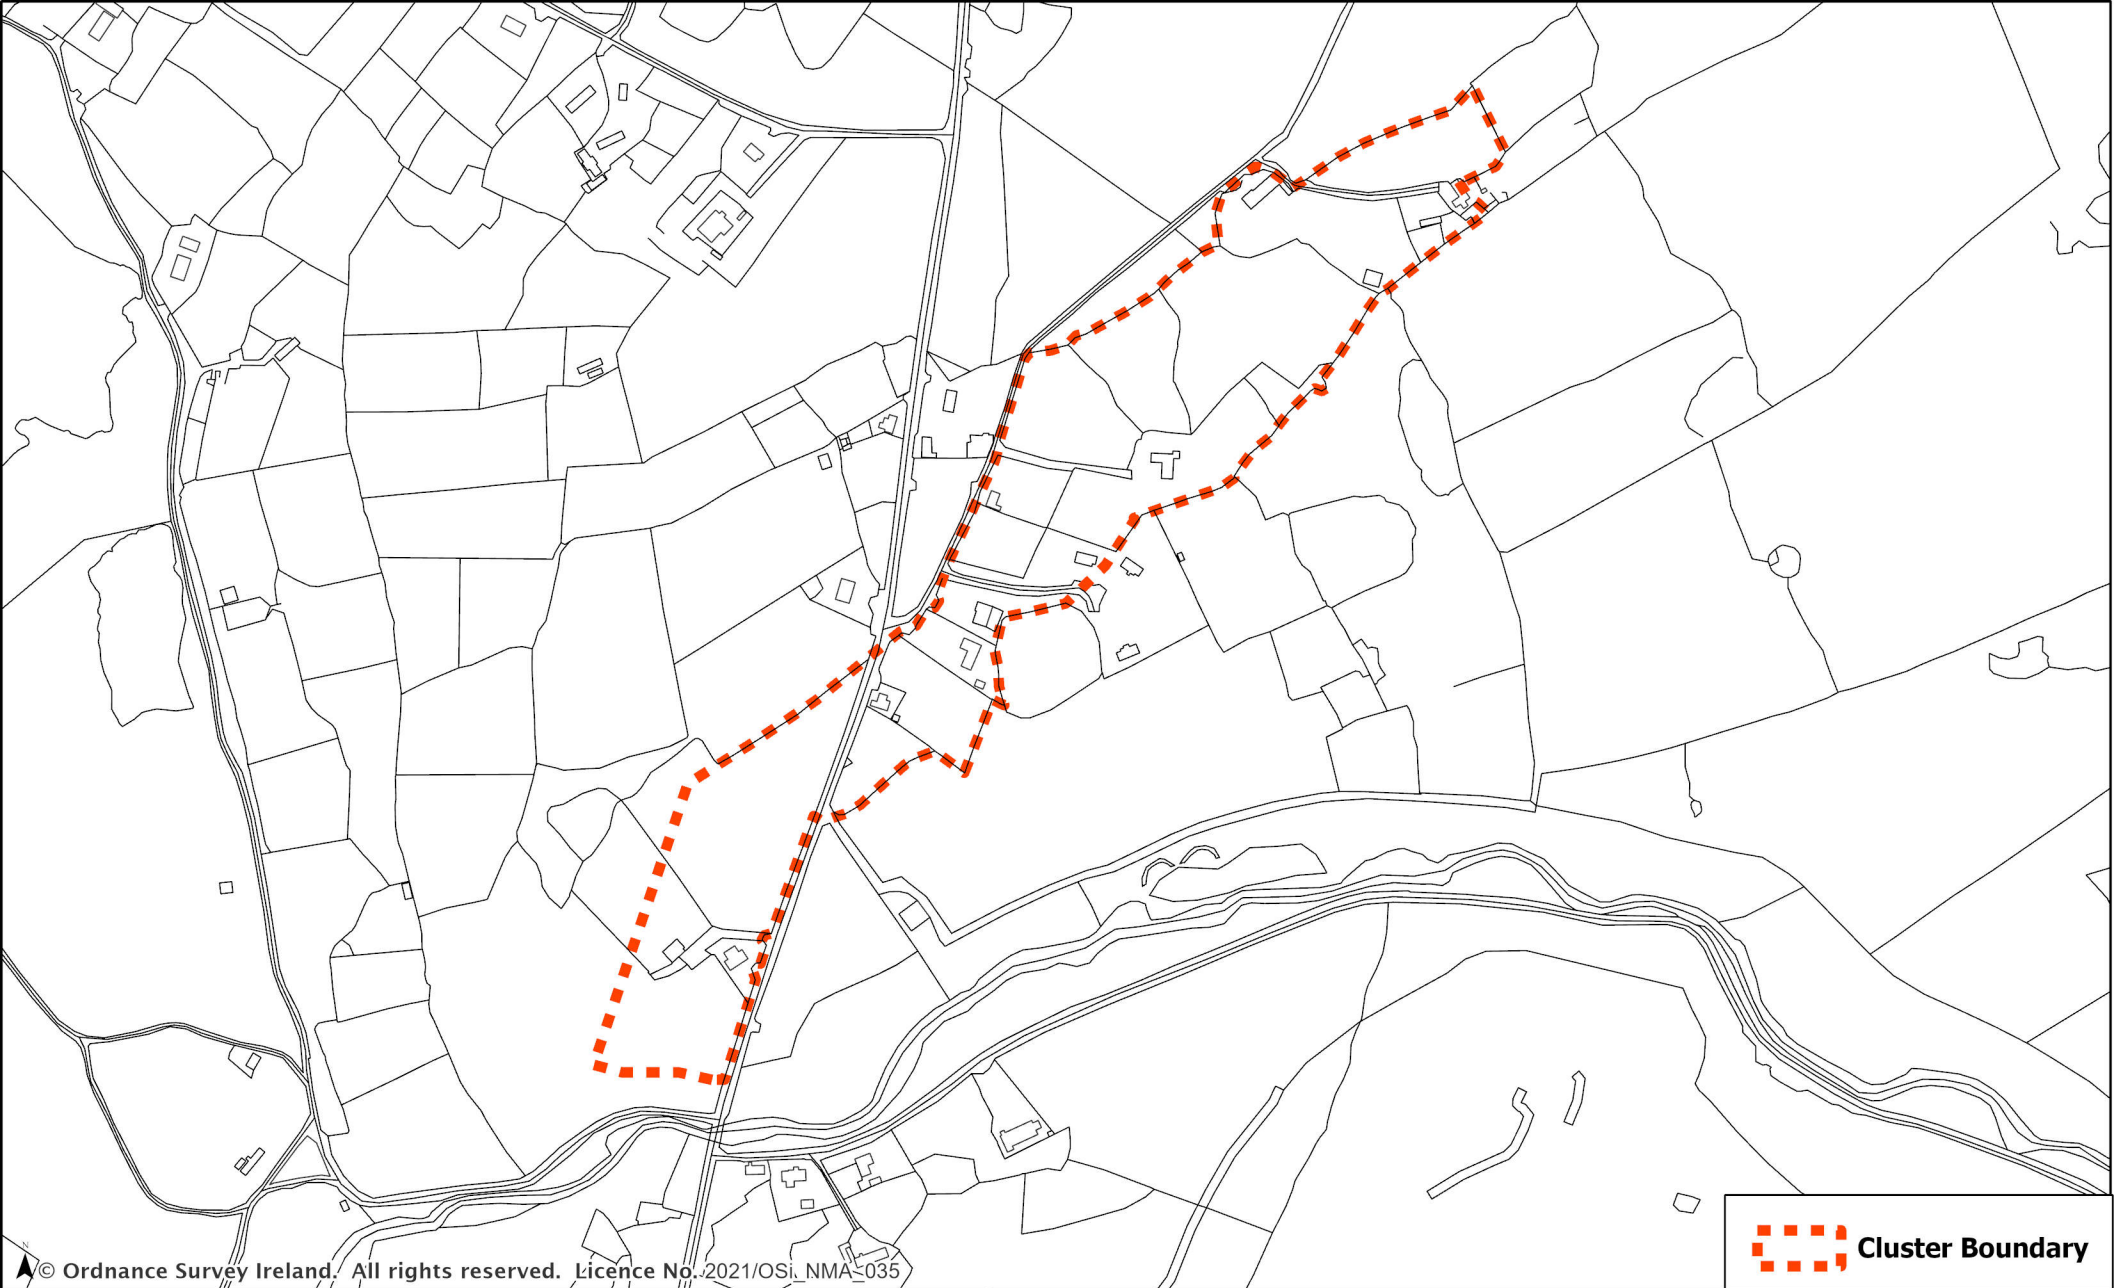 Cluster Boundary
N
© Ordnance Survey Ireland. All rights reserved. Licence No. 2021/OSi_NMA_035